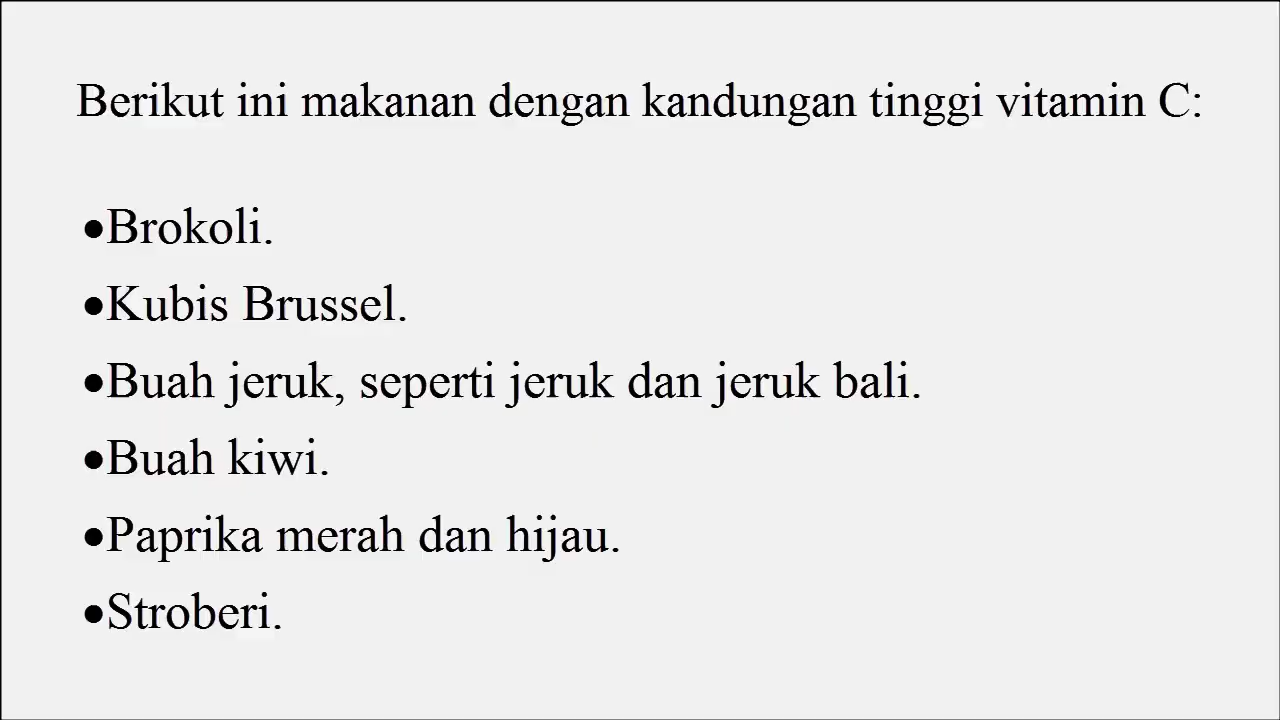 Berikut ini makanan dengan kandungan tinggi vitamin C:
•Brokoli.
•Kubis Brussel.
•Buah jeruk, seperti jeruk dan jeruk bali.
•Buah kiwi.
•Paprika merah dan hijau.
•Stroberi.